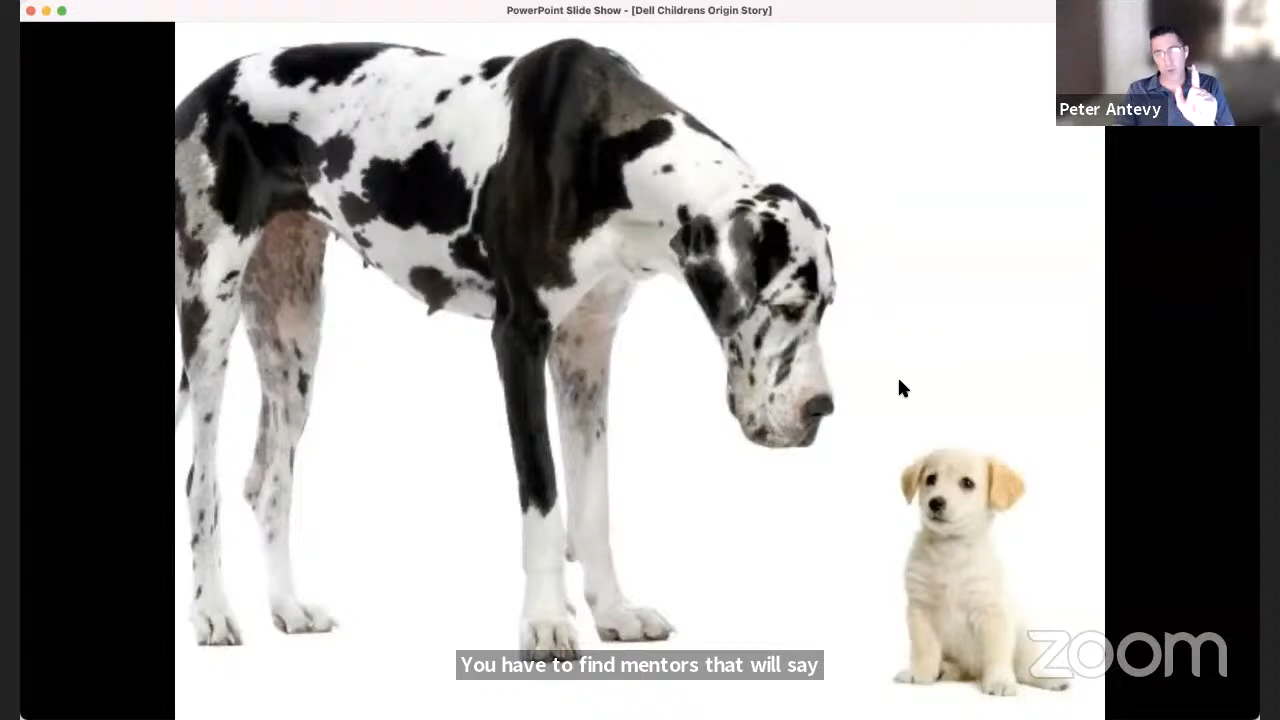 PowerPoint Slide Show - [Dell Childrens Origin Story]
Peter Antevy
You have to find mentors that will say
zoom